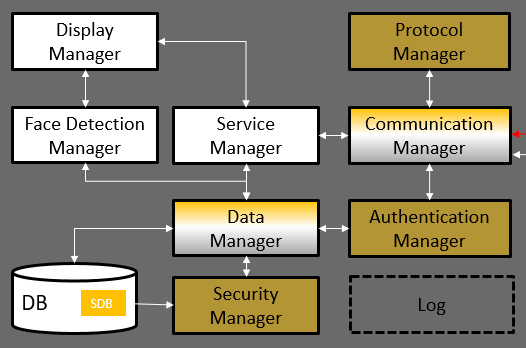 Display
Manager
Protocol
Manager
Face Detection
Manager
Service
Manager
Communication
Manager
Data
Manager
Authentication
Manager
DB
SDB
Security
Manager
Log